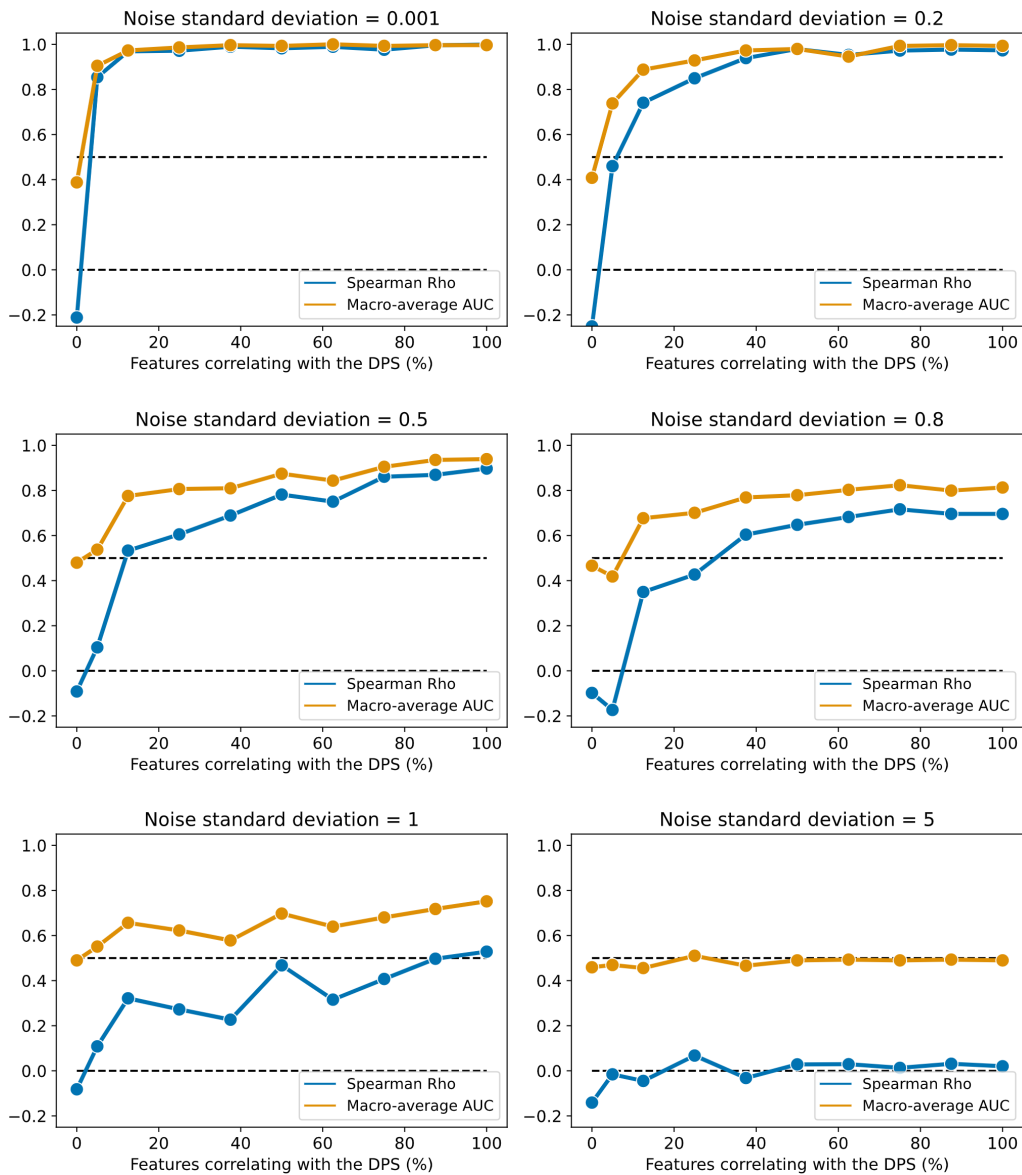 Noise standard deviation = 0.001
1.0
0.8
0.6
0.4
0.2
0.0
−0.2
Spearman Rho
Macro-average AUC
0 20 40 60 80 100
Features correlating with the DPS (%)
Noise standard deviation = 0.2
1.0
0.8
0.6
0.4
0.2
0.0
−0.2
Spearman Rho
Macro-average AUC
0 20 40 60 80 100
Features correlating with the DPS (%)
Noise standard deviation = 0.5
1.0
0.8
0.6
0.4
0.2
0.0
−0.2
Spearman Rho
Macro-average AUC
0 20 40 60 80 100
Features correlating with the DPS (%)
Noise standard deviation = 0.8
1.0
0.8
0.6
0.4
0.2
0.0
−0.2
Spearman Rho
Macro-average AUC
0 20 40 60 80 100
Features correlating with the DPS (%)
Noise standard deviation = 1
1.0
0.8
0.6
0.4
0.2
0.0
−0.2
Spearman Rho
Macro-average AUC
0 20 40 60 80 100
Features correlating with the DPS (%)
Noise standard deviation = 5
1.0
0.8
0.6
0.4
0.2
0.0
−0.2
Spearman Rho
Macro-average AUC
0 20 40 60 80 100
Features correlating with the DPS (%)